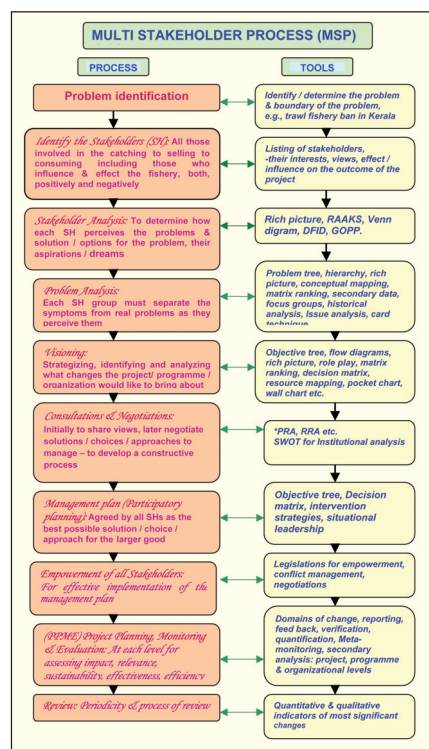 MULTI STAKEHOLDER PROCESS (MSP)
PROCESS
TOOLS
Problem identification
Identify / determine the problem
& boundary of the problem,
e.g., trawl fishery ban in Kerala
Identify the Stakeholders (SH): All those
involved in the catching to selling to
consuming including those who
influence & effect the fishery, both,
positively and negatively
Listing of stakeholders,
-their interests, views, effect /
influence on the outcome of the
project
Stakeholder Analysis: To determine how
each SH perceives the problems &
solution / options for the problem, their
aspirations / dreams
Rich picture, RAAKS, Venn
digram, DFID, GOPP.
Problem Analysis:
Each SH group must separate the
symptoms from real problems as they
perceive them
Problem tree, hierarchy, rich
picture, conceptual mapping,
matrix ranking, secondary data,
focus groups, historical
analysis, Issue analysis, card
technique
Visioning:
Strategizing, identifying and analyzing
what changes the project/ programme /
organization would like to bring about
Objective tree, flow diagrams,
rich picture, role play, matrix
ranking, decision matrix,
resource mapping, pocket chart,
wall chart etc.
Consultations & Negotiations:
Initially to share views, later negotiate
solutions / choices / approaches to
manage – to develop a constructive
process
*PRA, RRA etc.
SWOT for Institutional analysis
Management plan (Participatory
planning): Agreed by all SHs as the
best possible solution / choice /
approach for the larger good
Objective tree, Decision
matrix, intervention
strategies, situational
leadership
Empowerment of all Stakeholders:
For effective implementation of the
management plan
Legislations for empowerment,
conflict management,
negotiations
(PPME) Project Planning, Monitoring
& Evaluation: At each level for
assessing impact, relevance,
sustainability, effectiveness, efficiency
Domains of change, reporting,
feed back, verification,
quantification, Meta-
monitoring, secondary
analysis: project, programme
& organizational levels
Review: Periodicity & process of review
Quantitative & qualitative
indicators of most significant
changes